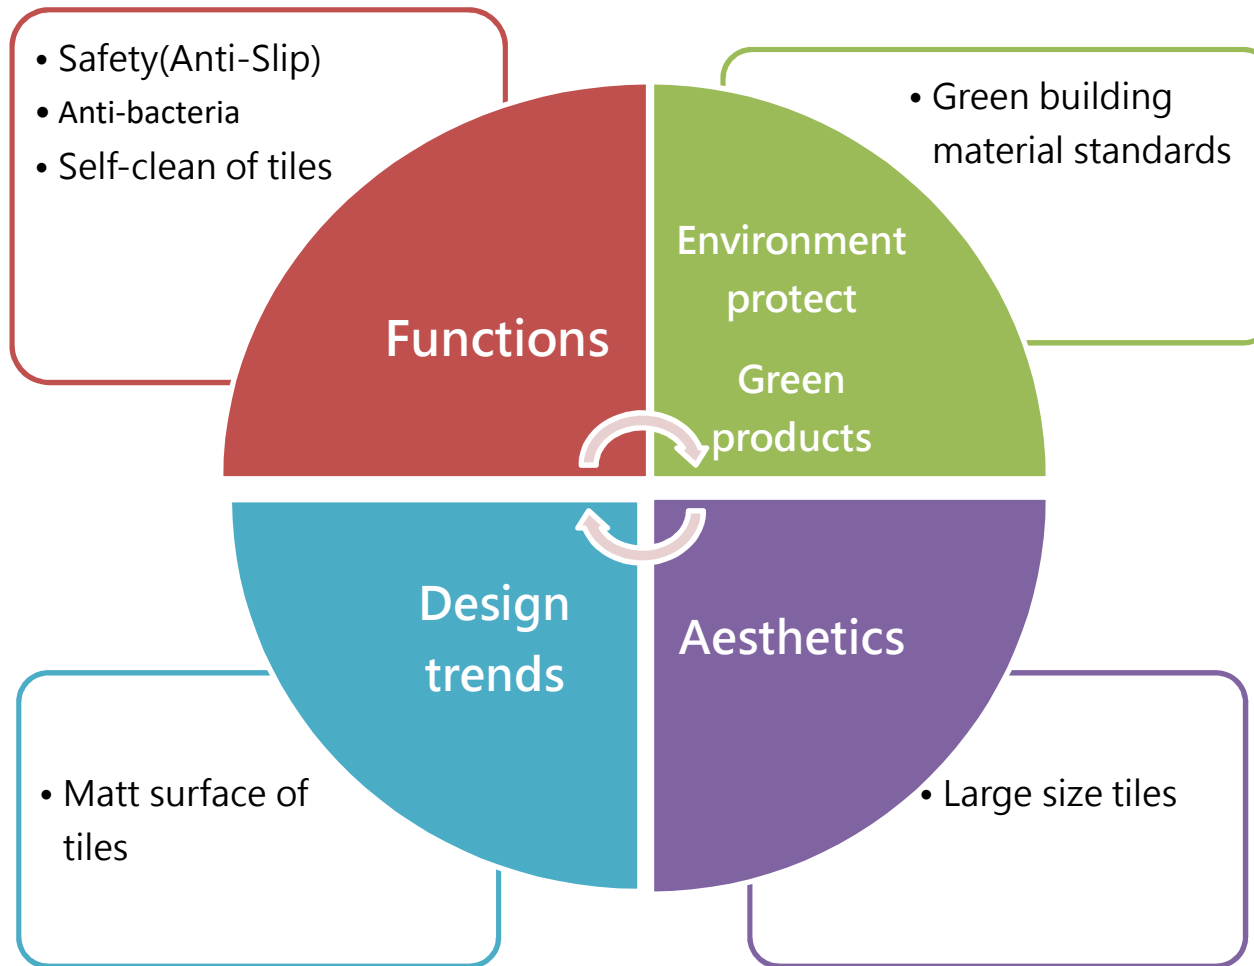 • Safety(Anti-Slip)
• Anti-bacteria
• Self-clean of tiles
• Green building
material standards
Functions
Environment
protect
Green
products
Design
trends
Aesthetics
• Matt surface of
tiles
• Large size tiles